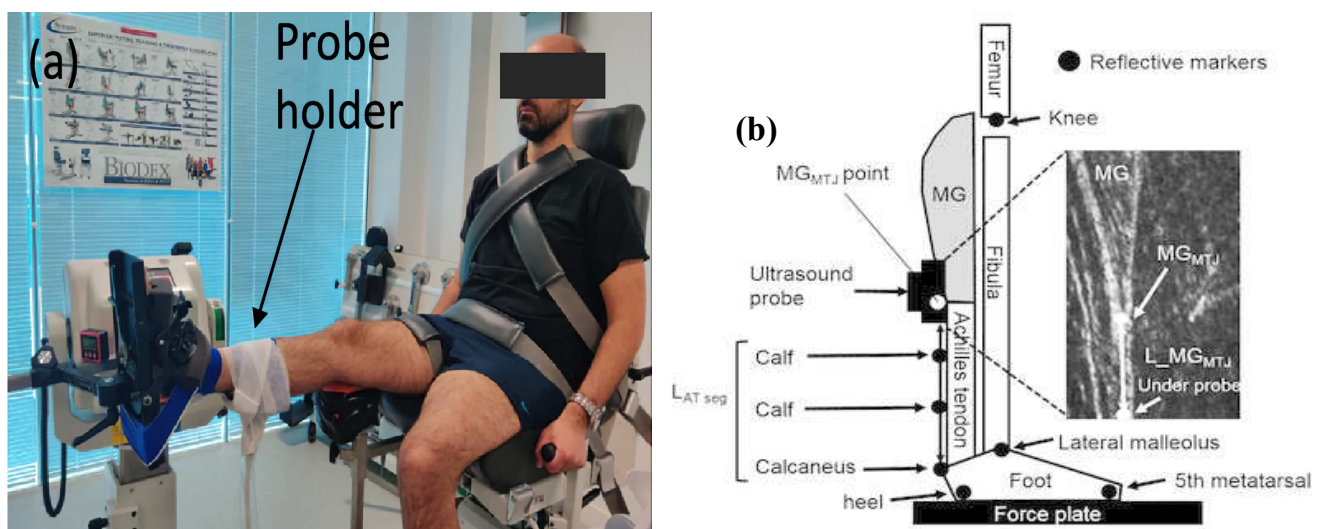 (a)
Probe
holder
BIODEX
(b)
Femur
Reflective markers
Knee
MG_MTJ point
MG
MG
Ultrasound
probe
Fibula
MG_MTJ
Achilles tendon
L_MG_MTJ
Under probe
Calf
L_AT seg
Calf
Calcaneus
Lateral malleolus
heel
Foot
5th metatarsal
Force plate